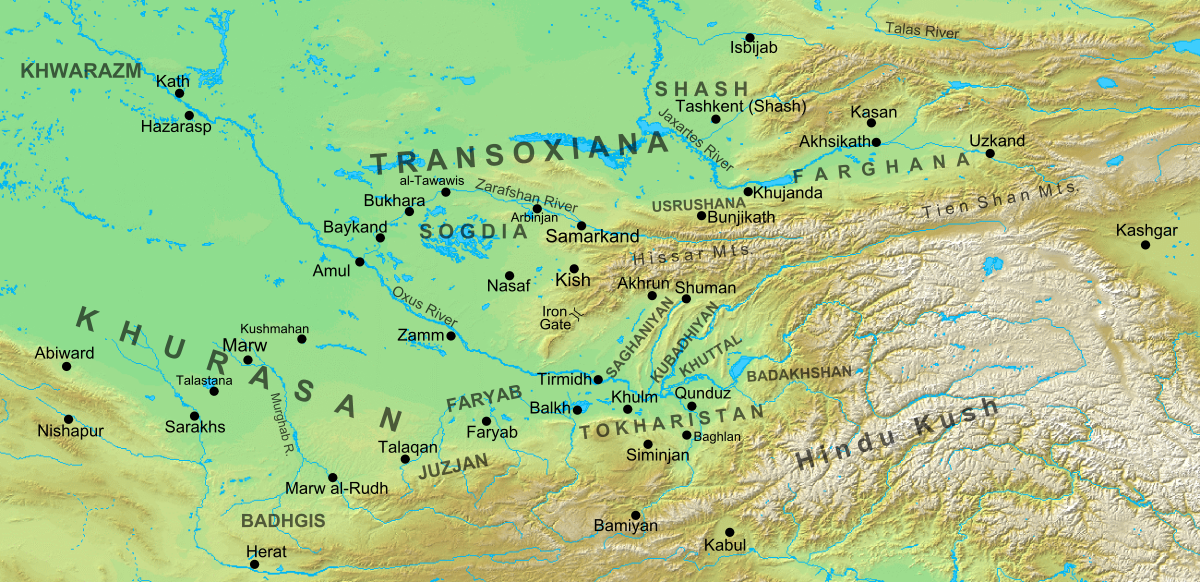 Talas River
Isbijab
KHWARAZM
Kath
Hazarasp
SHASH
Tashkent (Shash)
Jaxartes River
Kasan
Akhsikath
Uzkand
FARGHANA
TRANSOXIANA
al-Tawawis
Zarafshan River
Khujanda
USRUSHANA
Bunjikath
Tien Shan Mts.
Bukhara
Arbinjan
Baykand
SOGDIA
Samarkand
Kashgar
Hissar Mts.
Amul
Nasaf
Kish
Akhrun
Shuman
Oxus River
Iron
Gate
KHURASAN
Kushmahan
Marw
Zamm
SAGHANIYAN
KUBADHIYAN
KHUTTAL
Abiward
Talastana
Tirmidh
BADAKHSHAN
Murghab R.
FARYAB
Balkh
Khulm
Qunduz
Nishapur
Sarakhs
Faryab
TOKHARISTAN
Baghlan
Hindu Kush
Talaqan
JUZJAN
Siminjan
Marw al-Rudh
BADHGIS
Bamiyan
Kabul
Herat